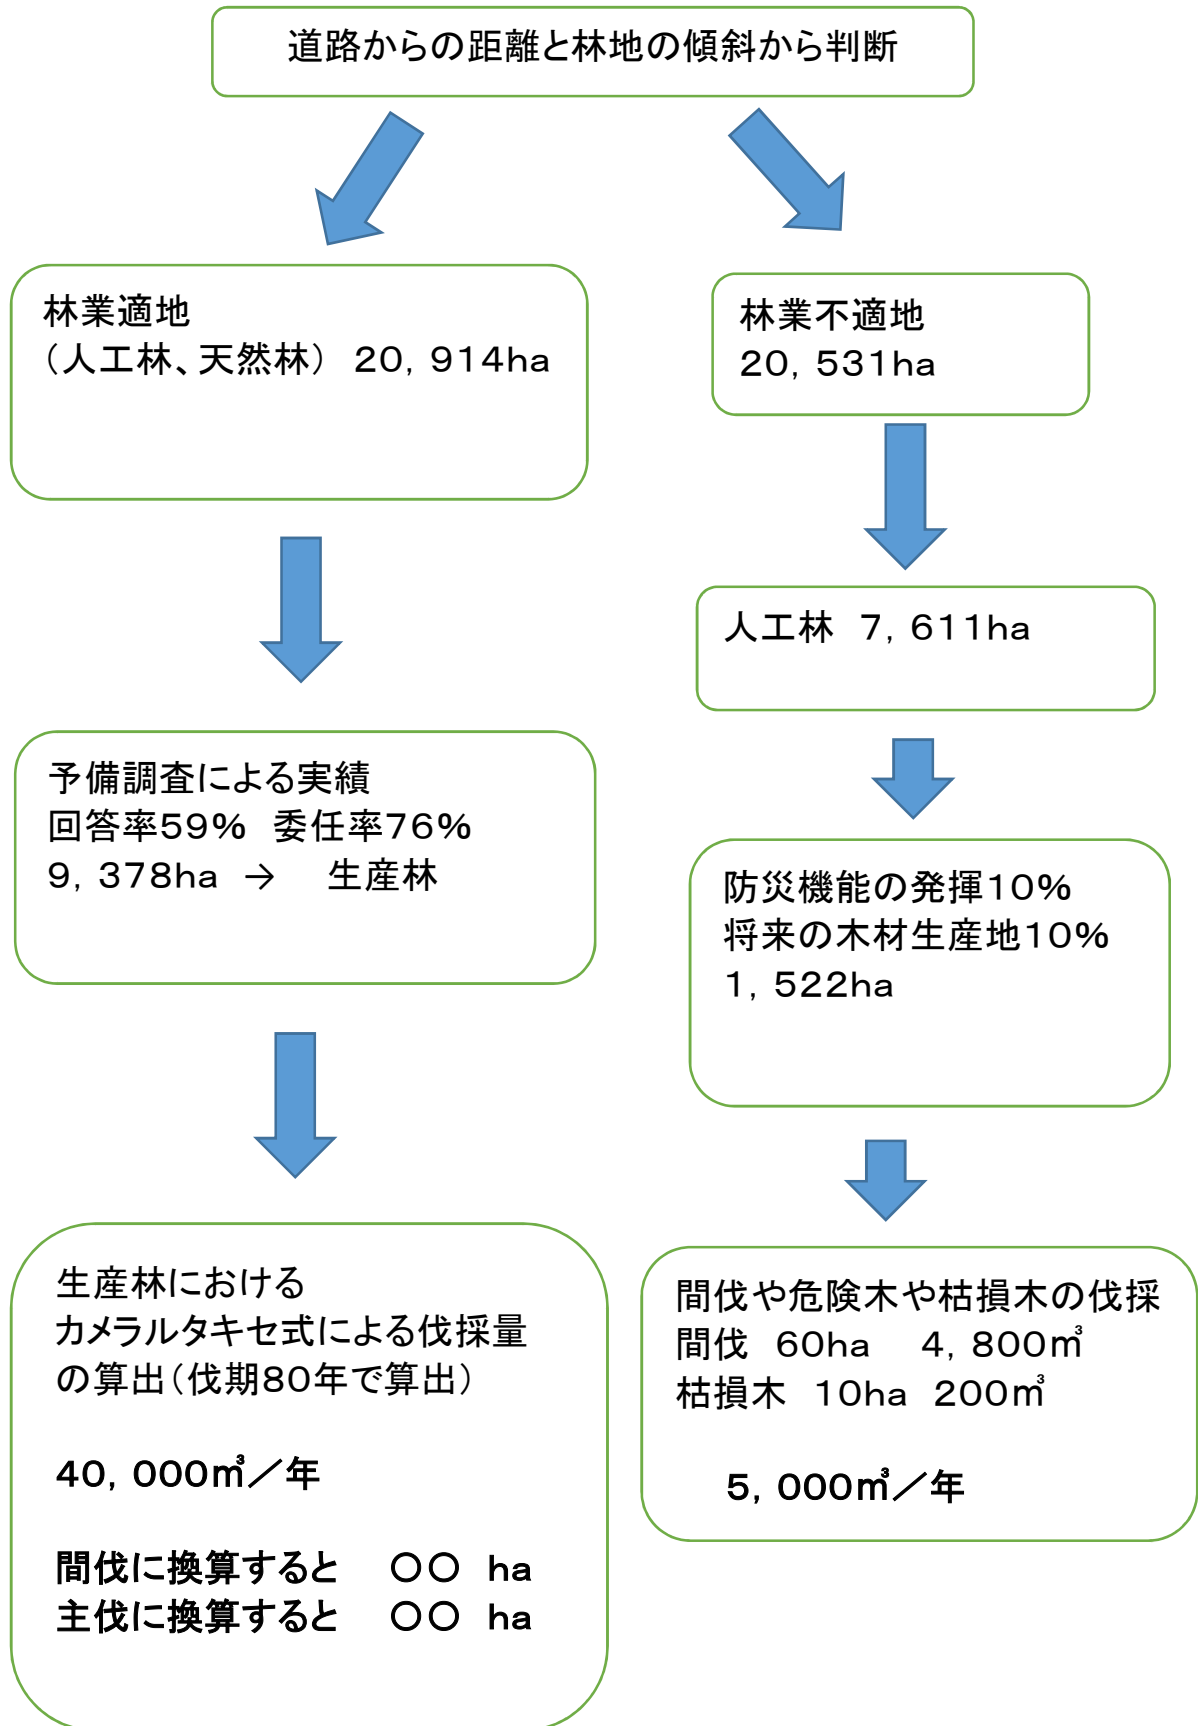 道路からの距離と林地の傾斜から判断
林業適地
（人工林、天然林）　20，914ha
林業不適地
20，531ha
人工林　7，611ha
予備調査による実績
回答率59％　委任率76％
9，378ha　→　生産林
防災機能の発揮10％
将来の木材生産地10％
1，522ha
生産林における
カメラルタキセ式による伐採量
の算出（伐期80年で算出）
40，000㎥／年
間伐に換算すると　〇〇　ha
主伐に換算すると　〇〇　ha
間伐や危険木や枯損木の伐採
間伐　60ha　4，800㎥
枯損木　10ha　200㎥
5，000㎥／年